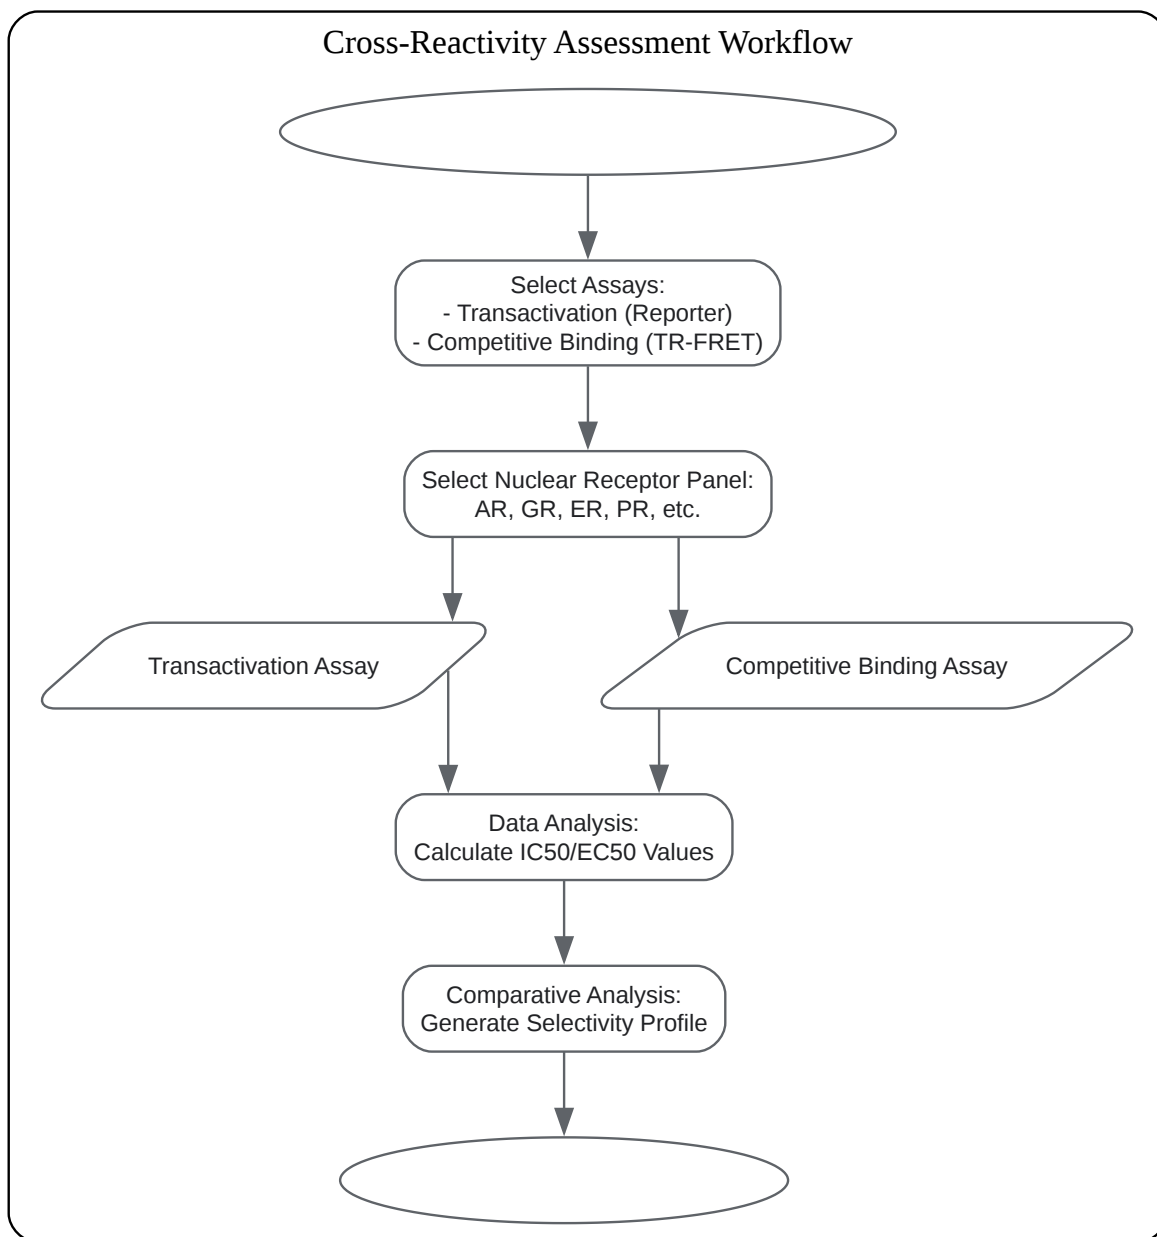 Cross-Reactivity Assessment Workflow
Select Assays:
- Transactivation (Reporter)
- Competitive Binding (TR-FRET)
Select Nuclear Receptor Panel:
AR, GR, ER, PR, etc.
Transactivation Assay
Competitive Binding Assay
Data Analysis:
Calculate IC50/EC50 Values
Comparative Analysis:
Generate Selectivity Profile